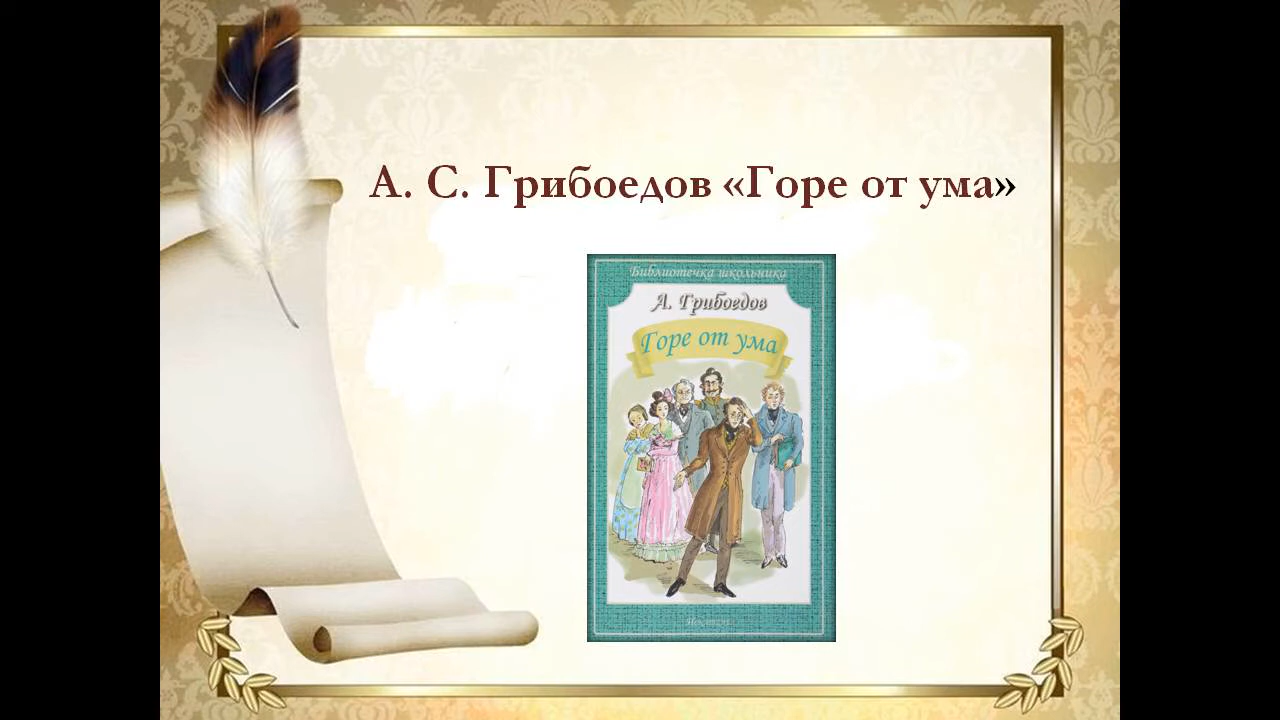 А. С. Грибоедов «Горе от ума»
Библиотечка школьника
А. Грибоедов
Горе от ума